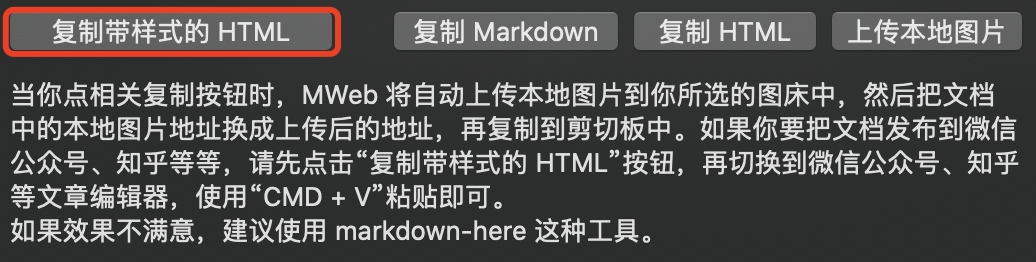 复制带样式的 HTML 复制 Markdown 复制 HTML 上传本地图片
当你点相关复制按钮时，MWeb 将自动上传本地图片到你所选的图床中，然后把文档
中的本地图片地址换成上传后的地址，再复制到剪切板中。如果你要把文档发布到微信
公众号、知乎等等，请先点击“复制带样式的 HTML”按钮，再切换到微信公众号、知乎
等文章编辑器，使用“CMD + V”粘贴即可。
如果效果不满意，建议使用 markdown-here 这种工具。